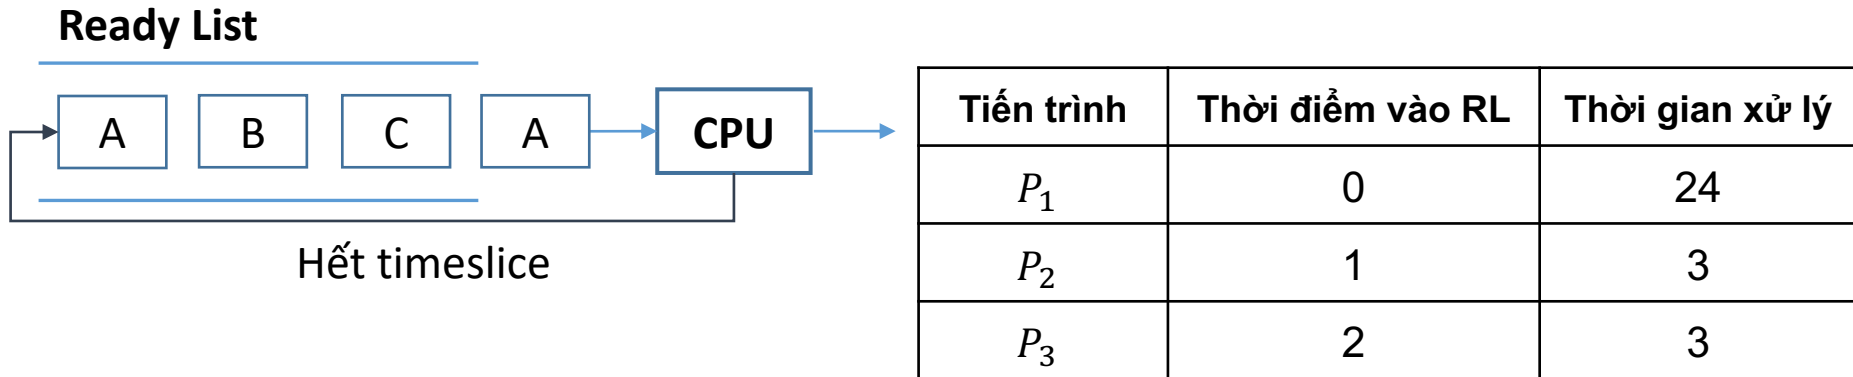 Ready List
A B C A CPU
Hết timeslice
Tiến trình Thời điểm vào RL Thời gian xử lý
P₁ 0 24
P₂ 1 3
P₃ 2 3